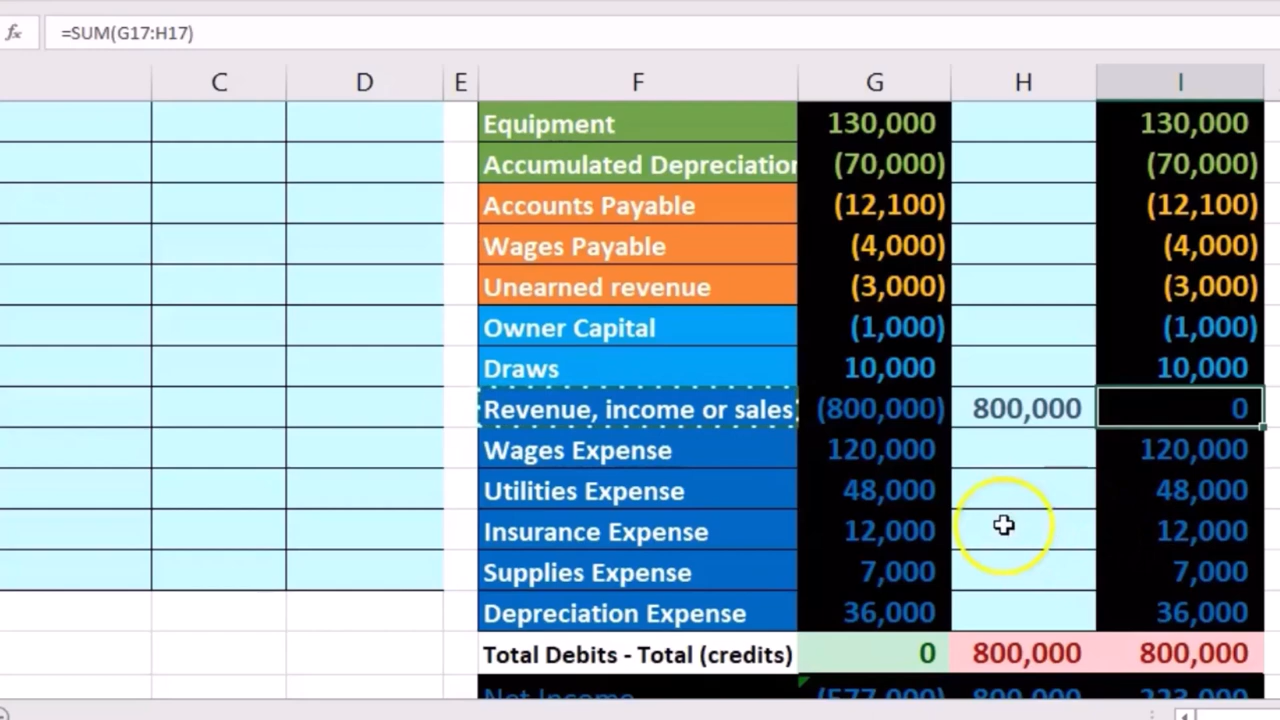 fx =SUM(G17:H17)
C D E F G H I
Equipment 130,000 130,000
Accumulated Depreciation (70,000) (70,000)
Accounts Payable (12,100) (12,100)
Wages Payable (4,000) (4,000)
Unearned revenue (3,000) (3,000)
Owner Capital (1,000) (1,000)
Draws 10,000 10,000
Revenue, income or sales (800,000) 800,000 0
Wages Expense 120,000 120,000
Utilities Expense 48,000 48,000
Insurance Expense 12,000 12,000
Supplies Expense 7,000 7,000
Depreciation Expense 36,000 36,000
Total Debits - Total (credits) 0 800,000 800,000
Net Income (577,000) 800,000 223,000